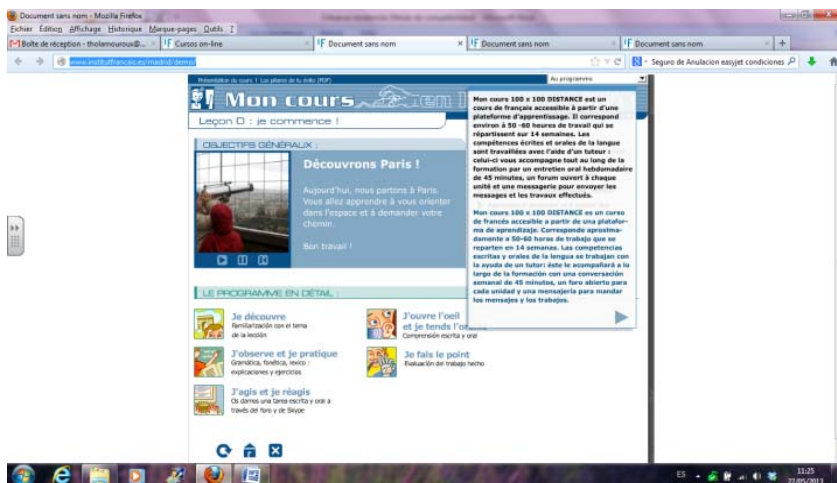 Document sans nom - Mozilla Firefox
Fichier Édition Affichage Historique Marque-pages Outils ?
Boîte de réception - tholamouroux@...
Cursos on-line
Document sans nom
Document sans nom
Document sans nom
www.institutfrancais.es/madrid/demo/
Seguro de Anulacion easyjet condiciones
Présentation du cours | Los pilares de tu éxito (PDF)
Au programme
Mon cours en l
Leçon 0 : je commence !
OBJECTIFS GÉNÉRAUX :
Découvrons Paris !
Aujourd'hui, nous partons à Paris.
Vous allez apprendre à vous orienter
dans l'espace et à demander votre
chemin.
Bon travail !
Mon cours 100 x 100 DISTANCE est un
cours de français accessible à partir d'une
plateforme d'apprentissage. Il correspond
environ à 50 -60 heures de travail qui se
répartissent sur 14 semaines. Les
compétences écrites et orales de la langue
sont travaillées avec l'aide d'un tuteur :
celui-ci vous accompagne tout au long de la
formation par un entretien oral hebdomadaire
de 45 minutes, un forum ouvert à chaque
unité et une messagerie pour envoyer les
messages et les travaux effectués.
Mon cours 100 x 100 DISTANCE es un curso
de francés accesible a partir de una platafor-
ma de aprendizaje. Corresponde aproxima-
damente a 50-60 horas de trabajo que se
reparten en 14 semanas. Las competencias
escritas y orales de la lengua se trabajan con
la ayuda de un tutor: éste le acompañará a lo
largo de la formación con una conversación
semanal de 45 minutos, un foro abierto para
cada unidad y una mensajería para mandar
los mensajes y los trabajos.
LE PROGRAMME EN DÉTAIL :
Je découvre
Familiarización con el tema
de la lección
J'ouvre l'oeil
et je tends l'o
Comprensión escrita y oral
J'observe et je pratique
Gramática, fonética, lexico :
explicaciones y ejercicios
Je fais le point
Evaluación del trabajo hecho
J'agis et je réagis
Os damos una tarea escrita y oral a
través del foro y de Skype
ES
11:25
22/05/2013